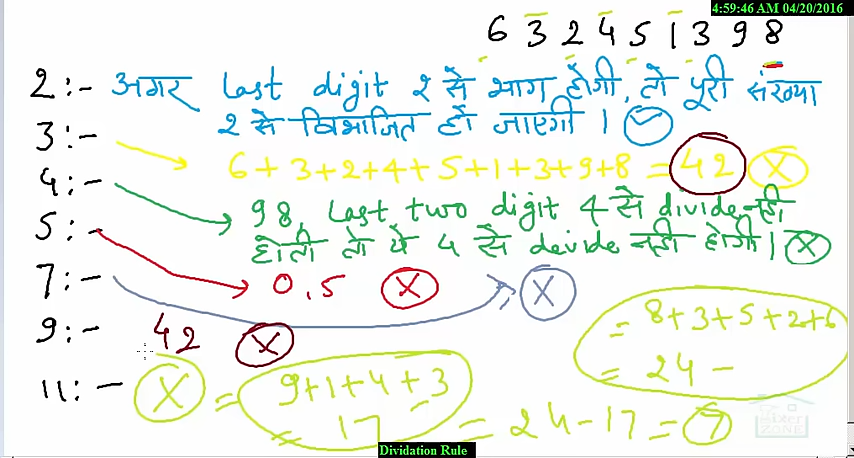 4:59:46 AM 04/20/2016
6 3 2 4 5 1 3 9 8
2:- अगर last digit 2 से भाग होगी, तो पूरी संख्या
2 से विभाजित हो जाएगी।
3:-
6+3+2+4+5+1+3+9+8 = 42 X
4:- 98, last two digit 4 से divide नही
होती तो ये 4 से devide नही होगी। X
5:- 0,5 X
7:- X
9:- 42 X
= 8+3+5+2+6
= 24 -
11:- X = 9+1+4+3
= 17 = 24-17 = 7
ZONE
Dividation Rule